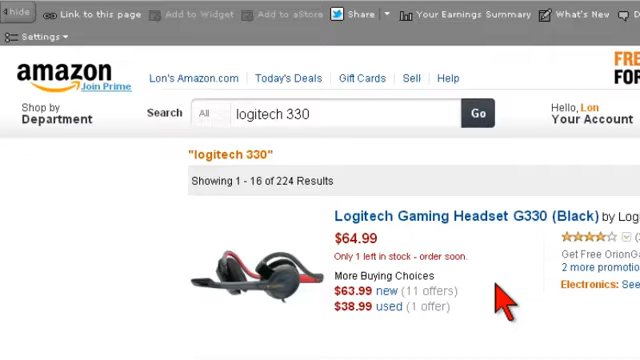 hide Link to this page Add to Widget Add to aStore Share Your Earnings Summary What's New
Settings
amazon Join Prime Lon's Amazon.com Today's Deals Gift Cards Sell Help FRE
FOR
Shop by Department Search All logitech 330 Go Hello, Lon Your Account
"logitech 330"
Showing 1 - 16 of 224 Results
Logitech Gaming Headset G330 (Black) by Logi
$64.99
Only 1 left in stock - order soon.
Get Free OrionGa
More Buying Choices
2 more promotio
$63.99 new (11 offers)
Electronics: See
$38.99 used (1 offer)